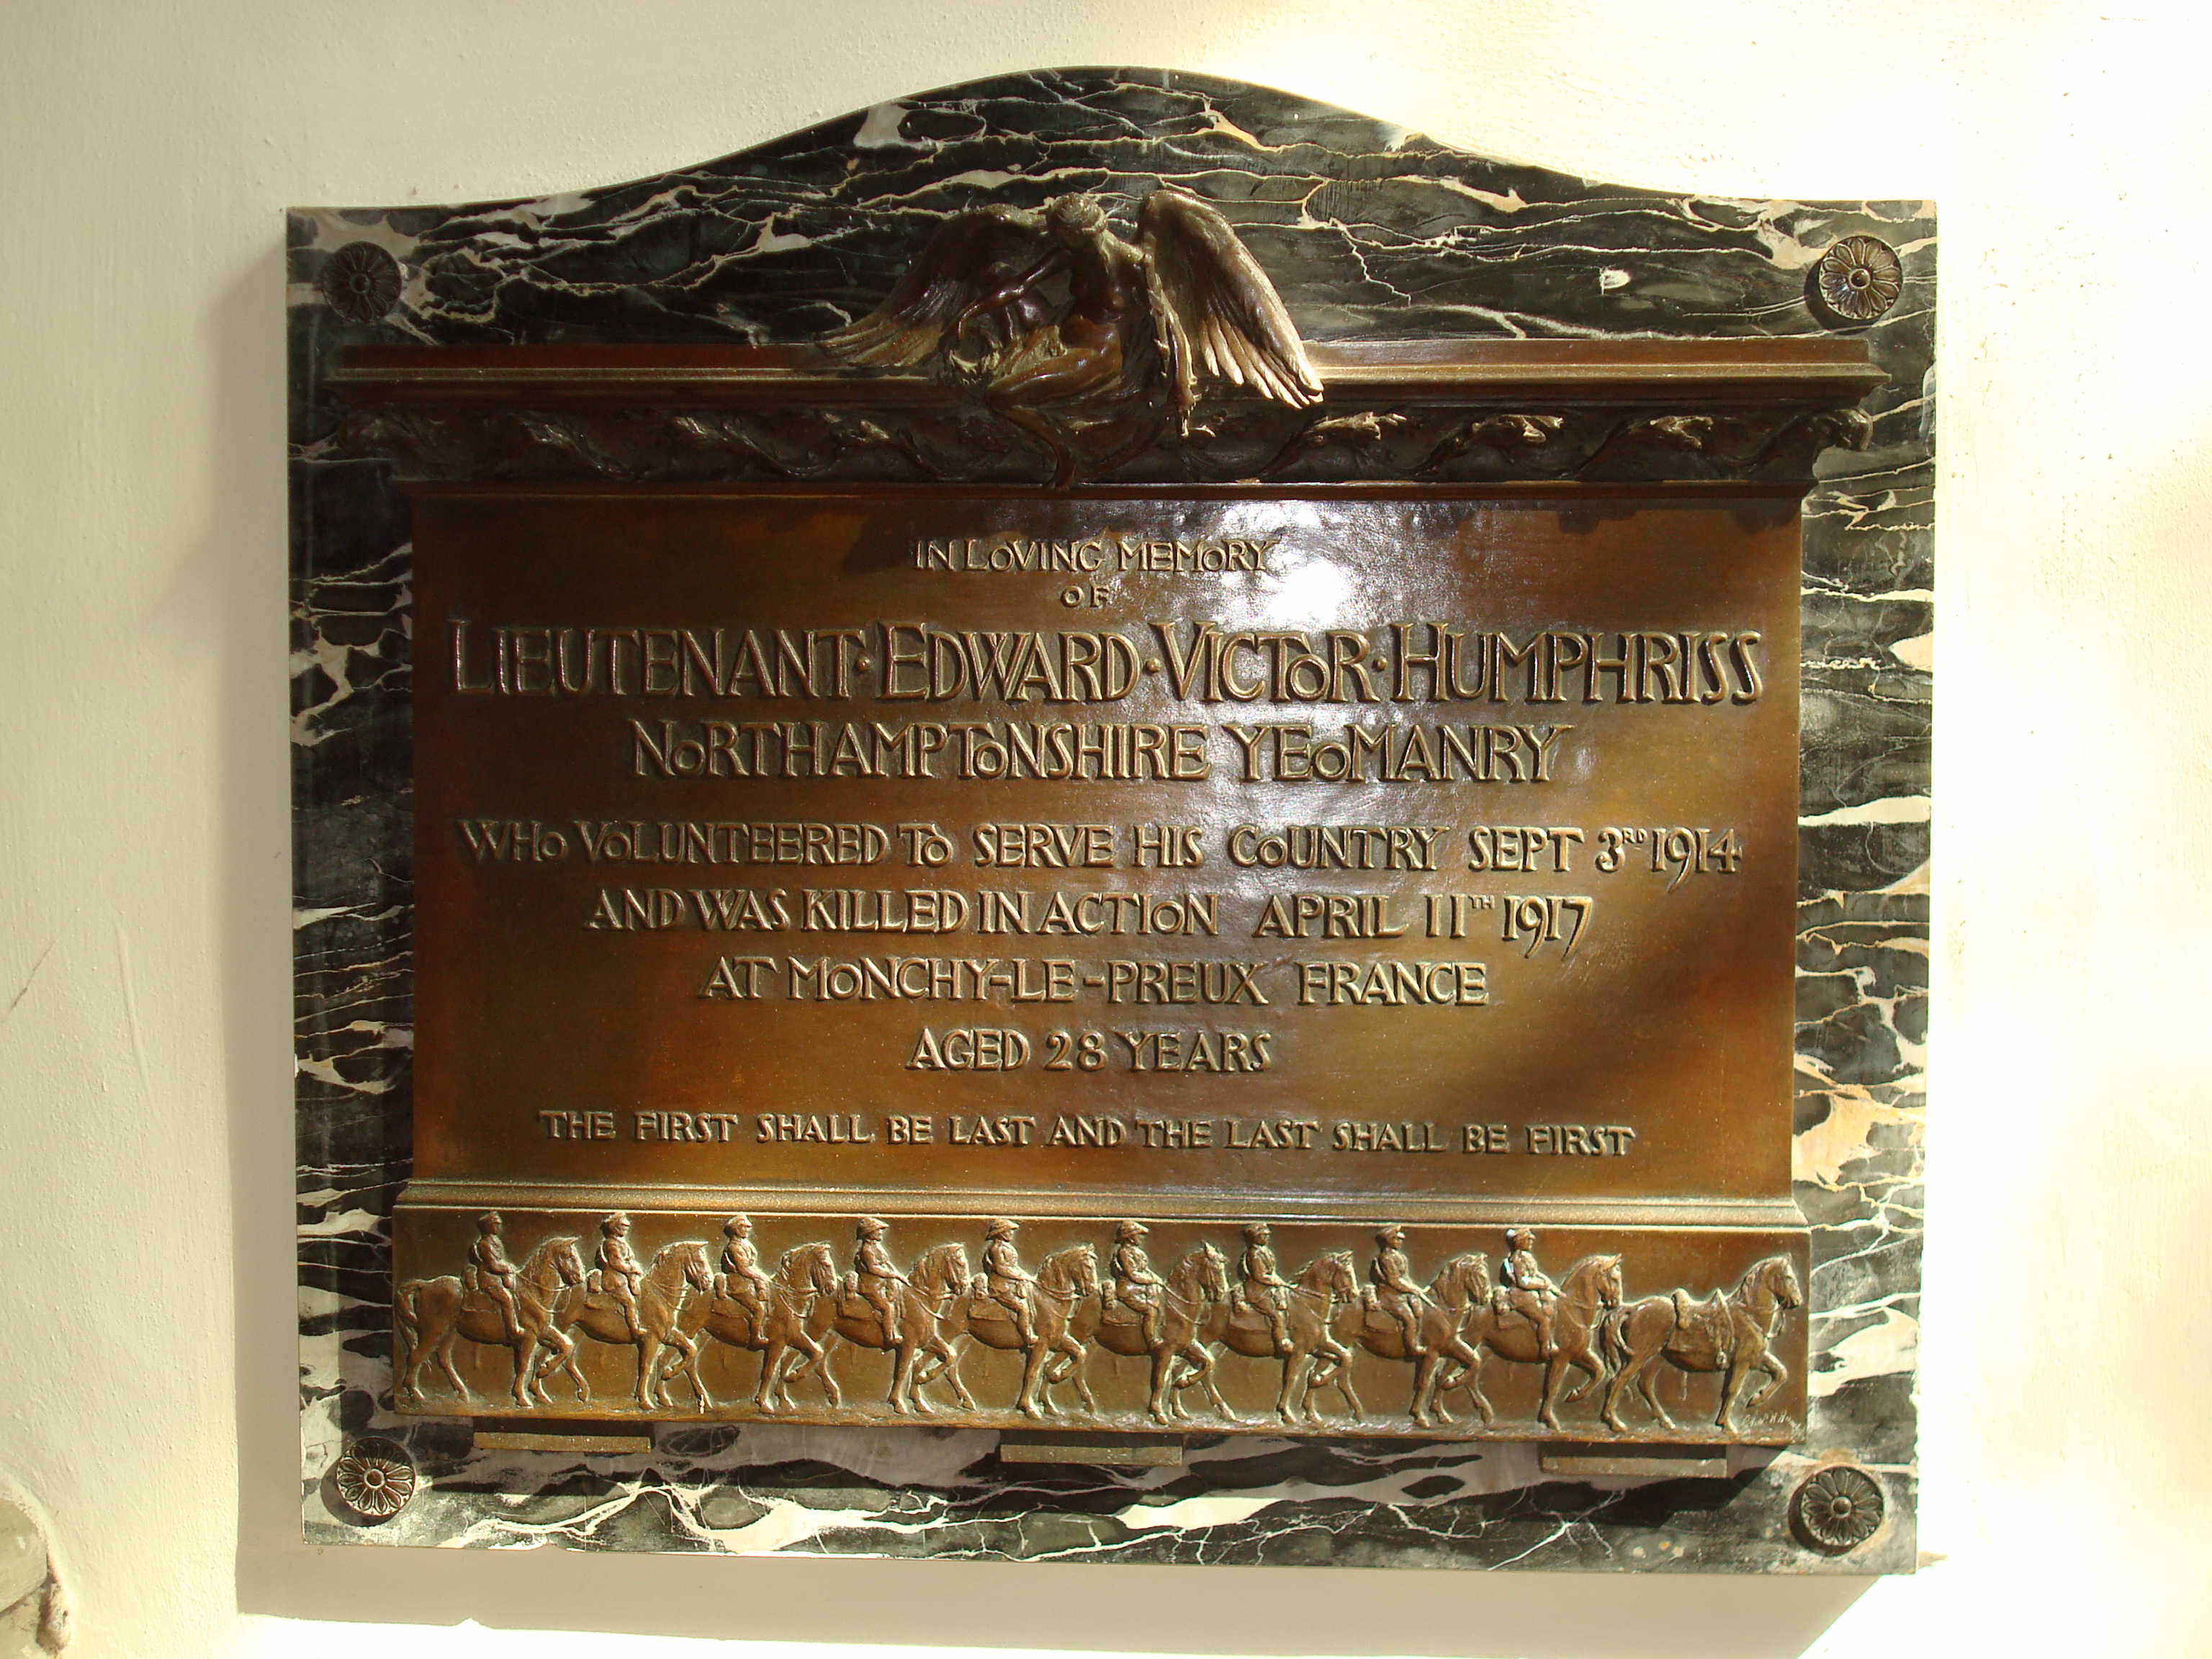 IN LOVING MEMORY
OF
LIEUTENANT·EDWARD·VICTOR·HUMPHRISS
NORTHAMPTONSHIRE YEOMANRY
WHO VOLUNTEERED TO SERVE HIS COUNTRY SEPT 3RD 1914
AND WAS KILLED IN ACTION APRIL 11TH 1917
AT MONCHY-LE-PREUX FRANCE
AGED 28 YEARS
THE FIRST SHALL BE LAST AND THE LAST SHALL BE FIRST